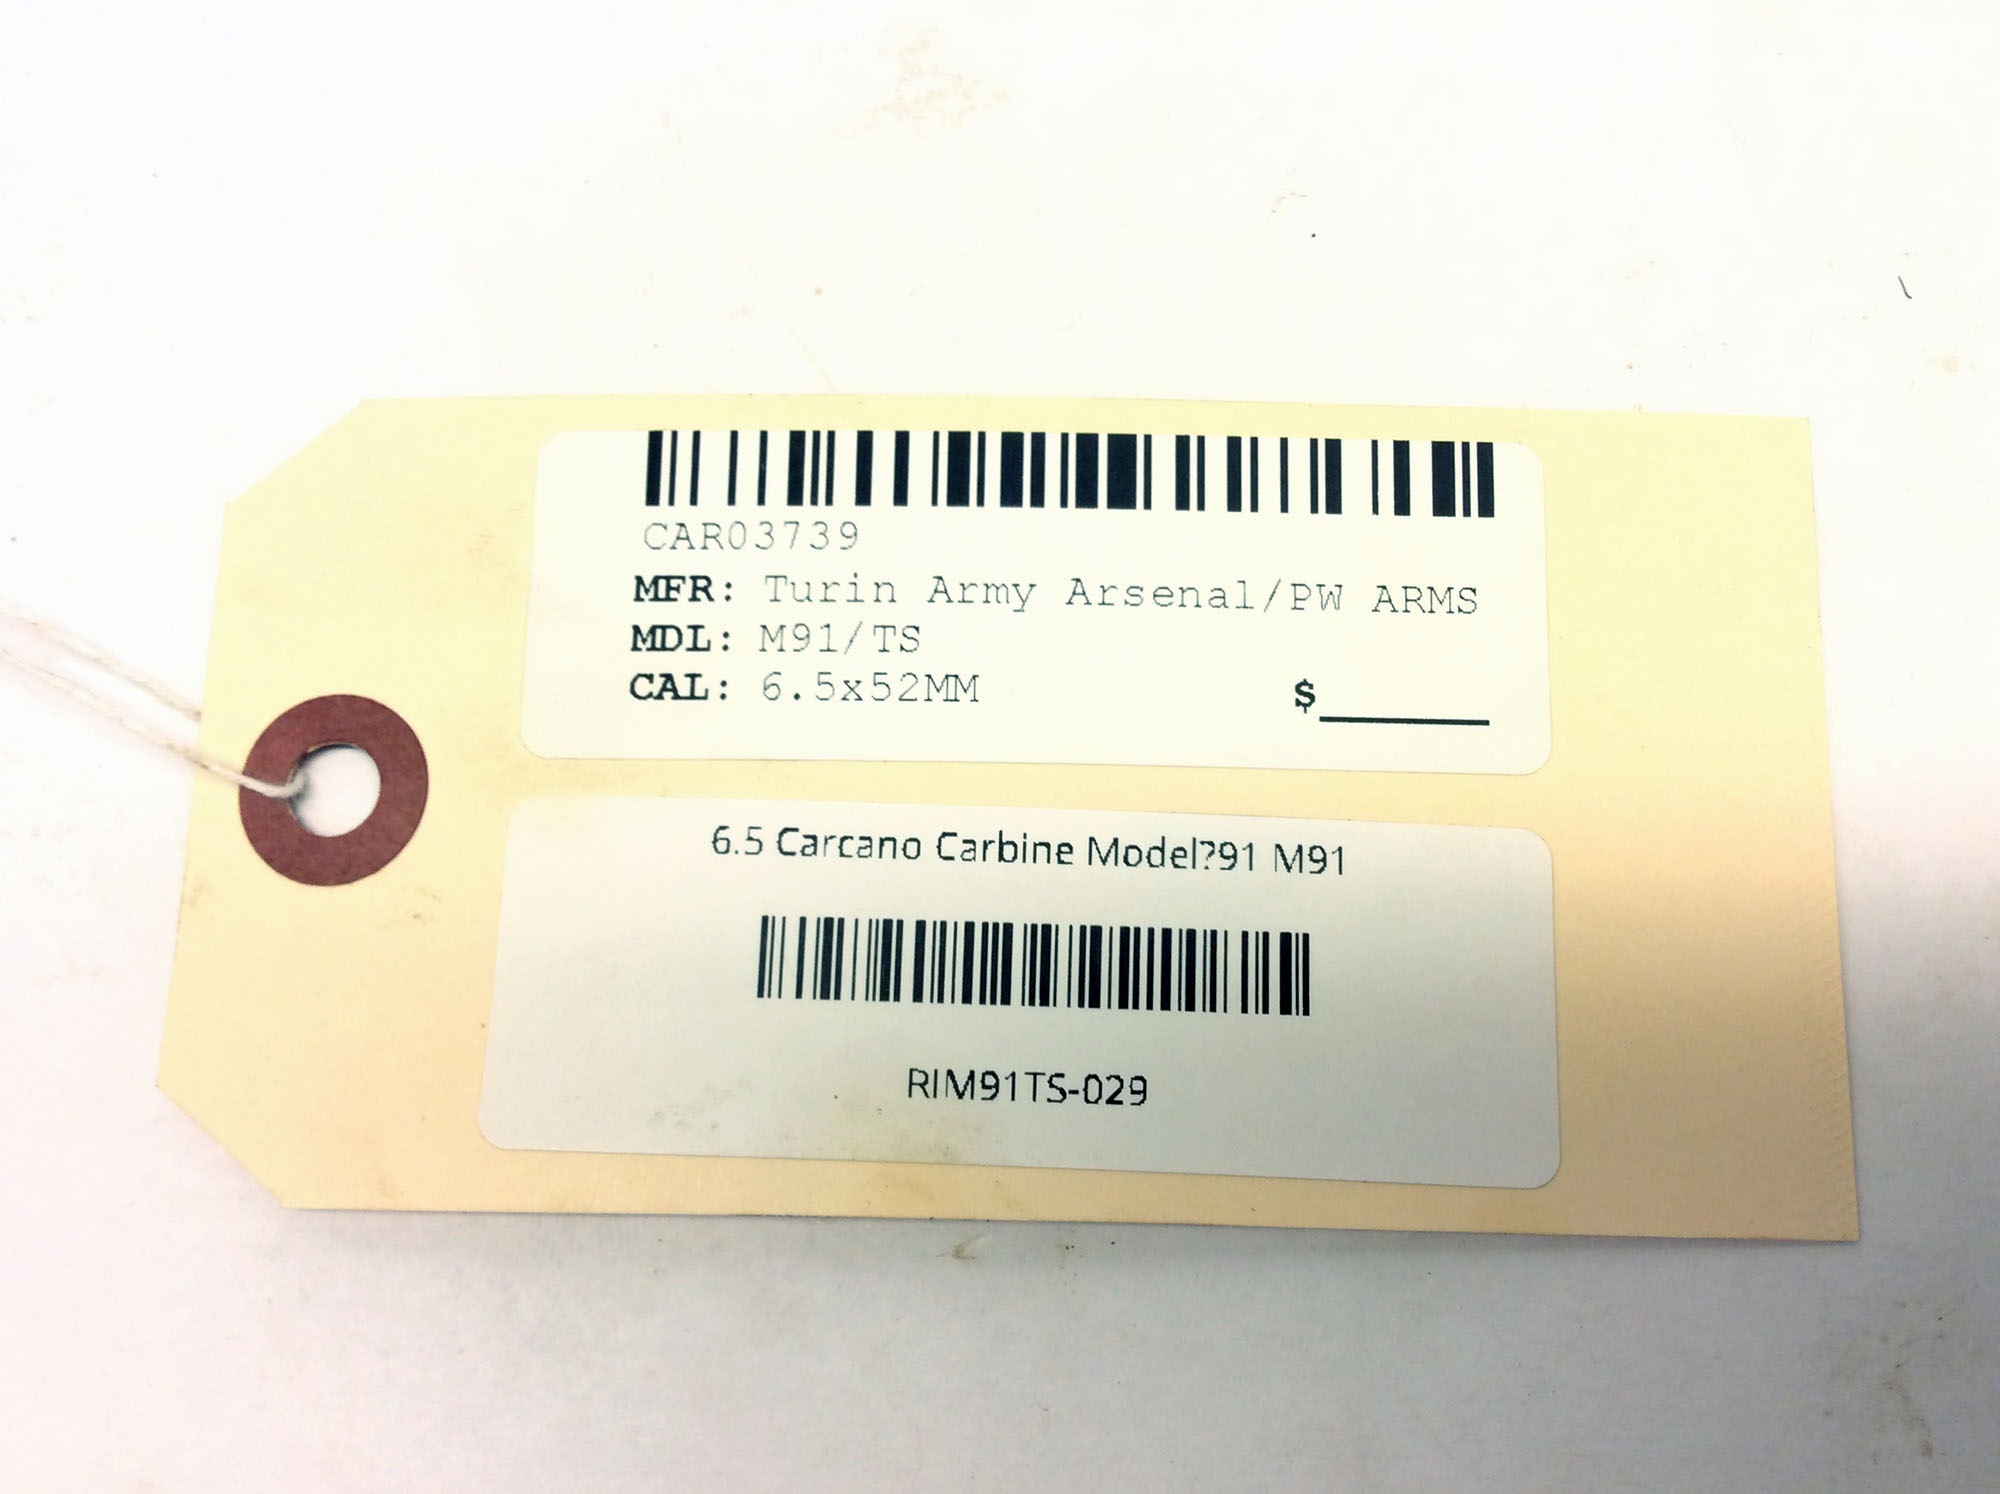 CAR03739
MFR: Turin Army Arsenal/PW ARMS
MDL: M91/TS
CAL: 6.5x52MM $
6.5 Carcano Carbine Model?91 M91
RIM91TS-029